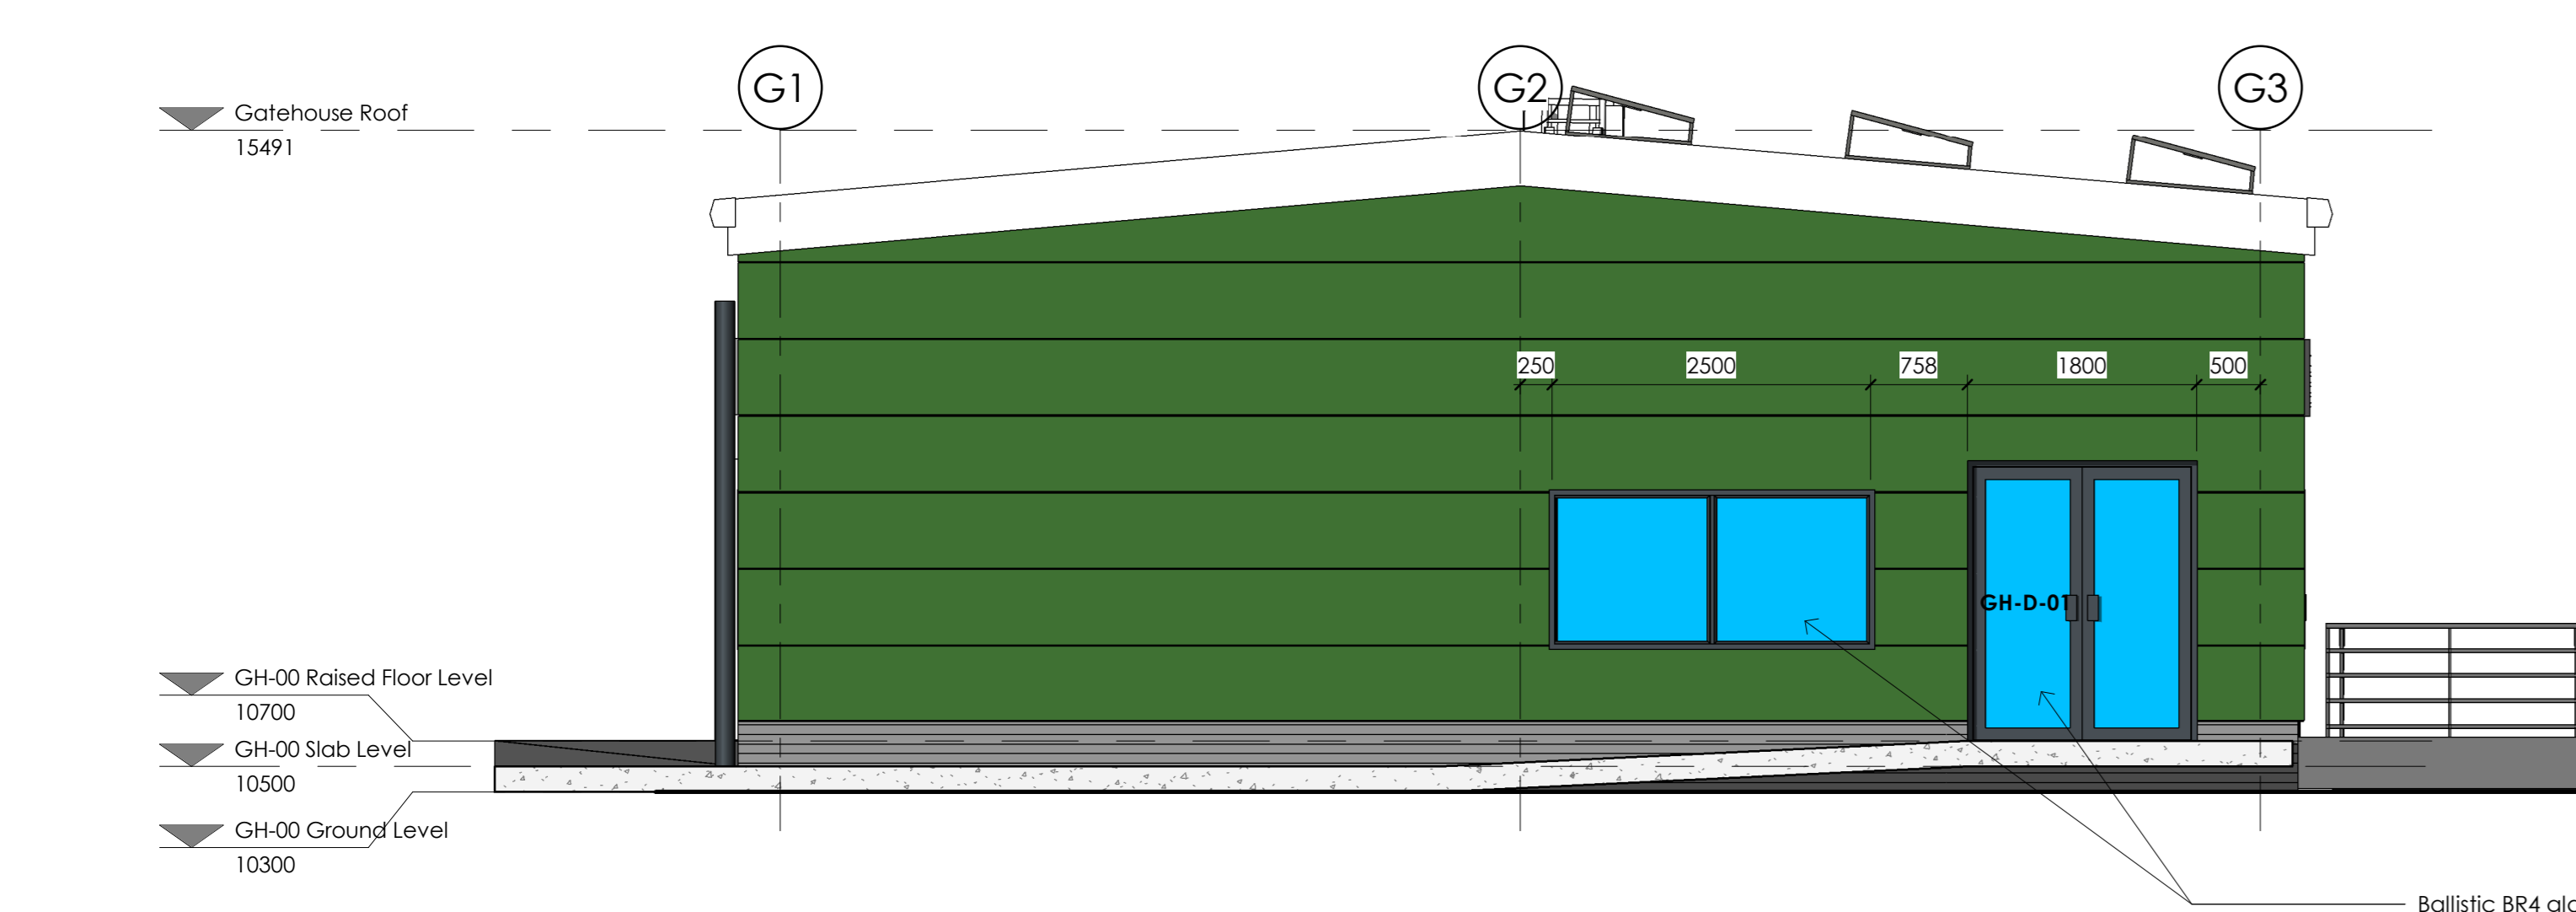 G1
G2
G3
Gatehouse Roof
15491
250
2500
758
1800
500
GH-D-01
GH-00 Raised Floor Level
10700
GH-00 Slab Level
10500
GH-00 Ground Level
10300
Ballistic BR4